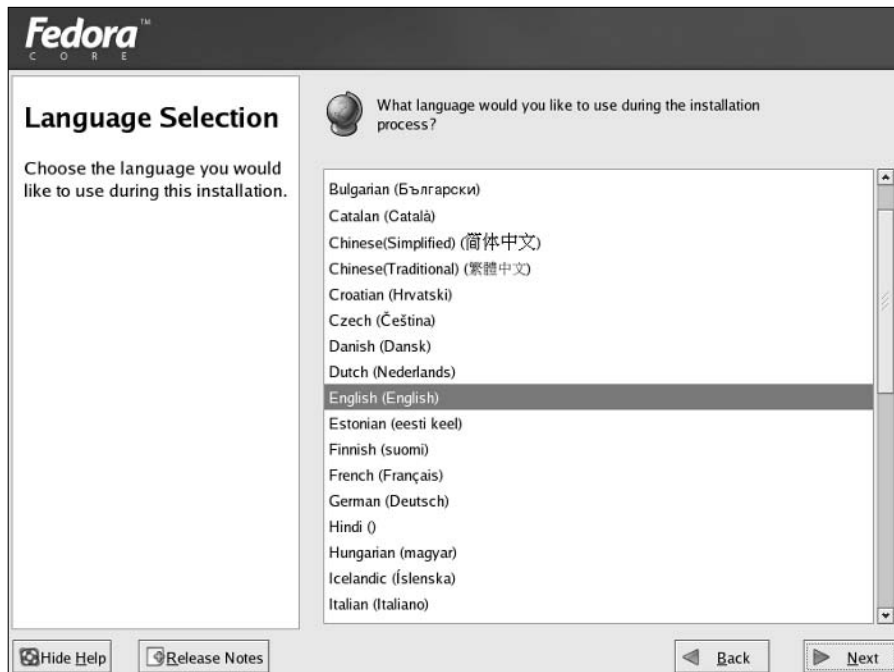 Fedora™
CORE
Language Selection
Choose the language you would
like to use during this installation.
What language would you like to use during the installation
process?
Bulgarian (Български)
Catalan (Català)
Chinese(Simplified) (简体中文)
Chinese(Traditional) (繁體中文)
Croatian (Hrvatski)
Czech (Čeština)
Danish (Dansk)
Dutch (Nederlands)
English (English)
Estonian (eesti keel)
Finnish (suomi)
French (Français)
German (Deutsch)
Hindi ()
Hungarian (magyar)
Icelandic (Íslenska)
Italian (Italiano)
Hide Help
Release Notes
Back
Next